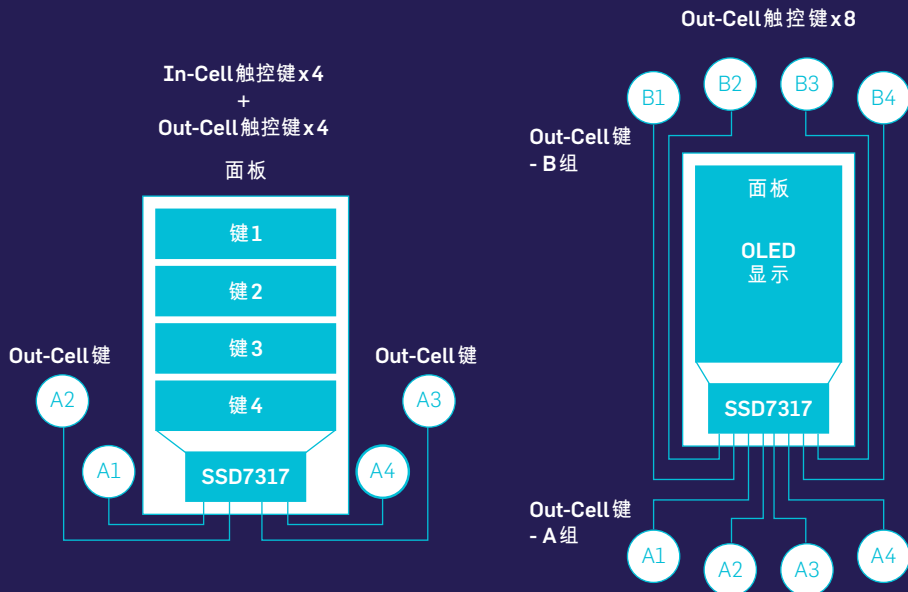 In-Cell触控键x4
+
Out-Cell触控键x4
面板
键1
键2
键3
键4
Out-Cell键
A2
A1
SSD7317
Out-Cell键
A3
A4
Out-Cell触控键x8
B1
B2
B3
B4
Out-Cell键
- B组
面板
OLED
显示
SSD7317
Out-Cell键
- A组
A1
A2
A3
A4